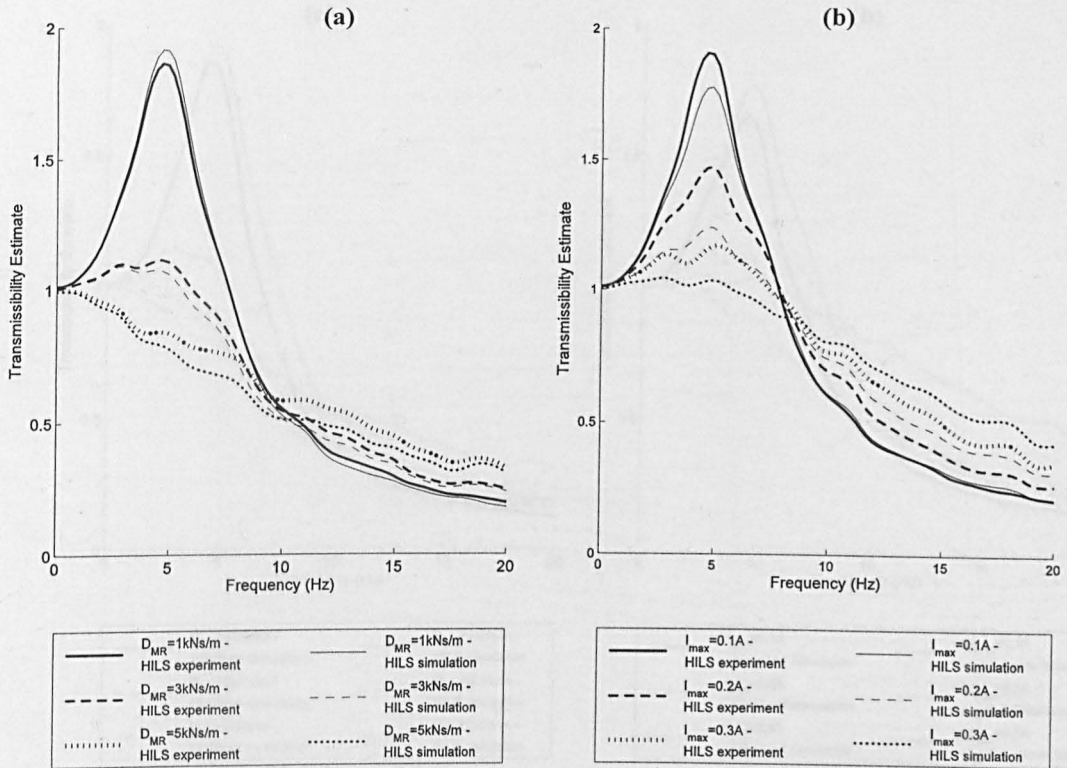 (a)
2
1.5
1
0.5
0
Transmissibility Estimate
0 5 10 15 20
Frequency (Hz)
D_MR=1kNs/m -
HILS experiment
D_MR=1kNs/m -
HILS simulation
D_MR=3kNs/m -
HILS experiment
D_MR=3kNs/m -
HILS simulation
D_MR=5kNs/m -
HILS experiment
D_MR=5kNs/m -
HILS simulation
(b)
2
1.5
1
0.5
0
Transmissibility Estimate
0 5 10 15 20
Frequency (Hz)
I_max=0.1A -
HILS experiment
I_max=0.1A -
HILS simulation
I_max=0.2A -
HILS experiment
I_max=0.2A -
HILS simulation
I_max=0.3A -
HILS experiment
I_max=0.3A -
HILS simulation